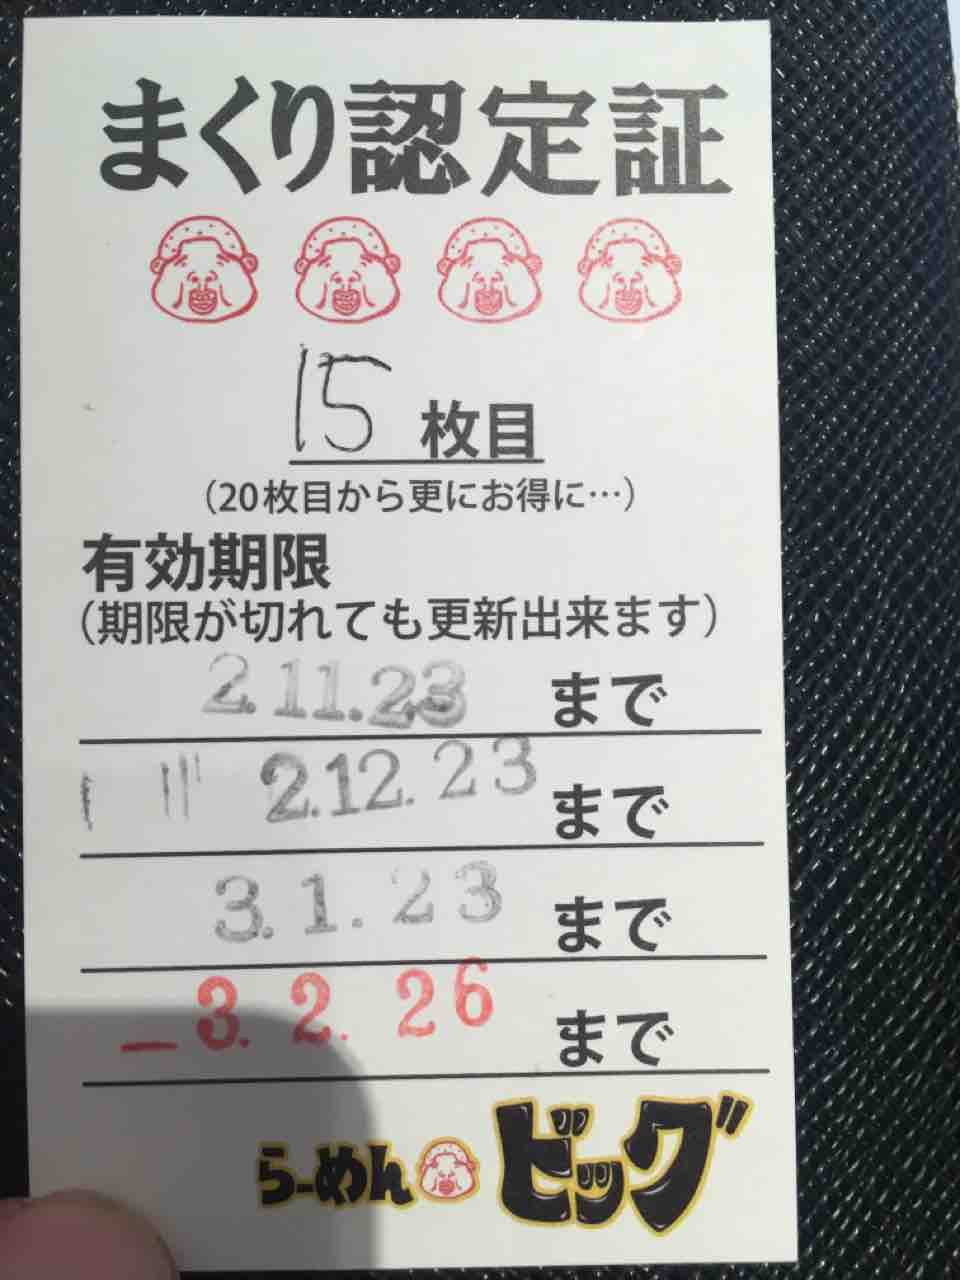 まくり認定証
15 枚目
(20枚目から更にお得に…)
有効期限
(期限が切れても更新出来ます)
2.11.23 まで
2.12.23 まで
3.1.23 まで
3.2.26 まで
らーめん ビッグ